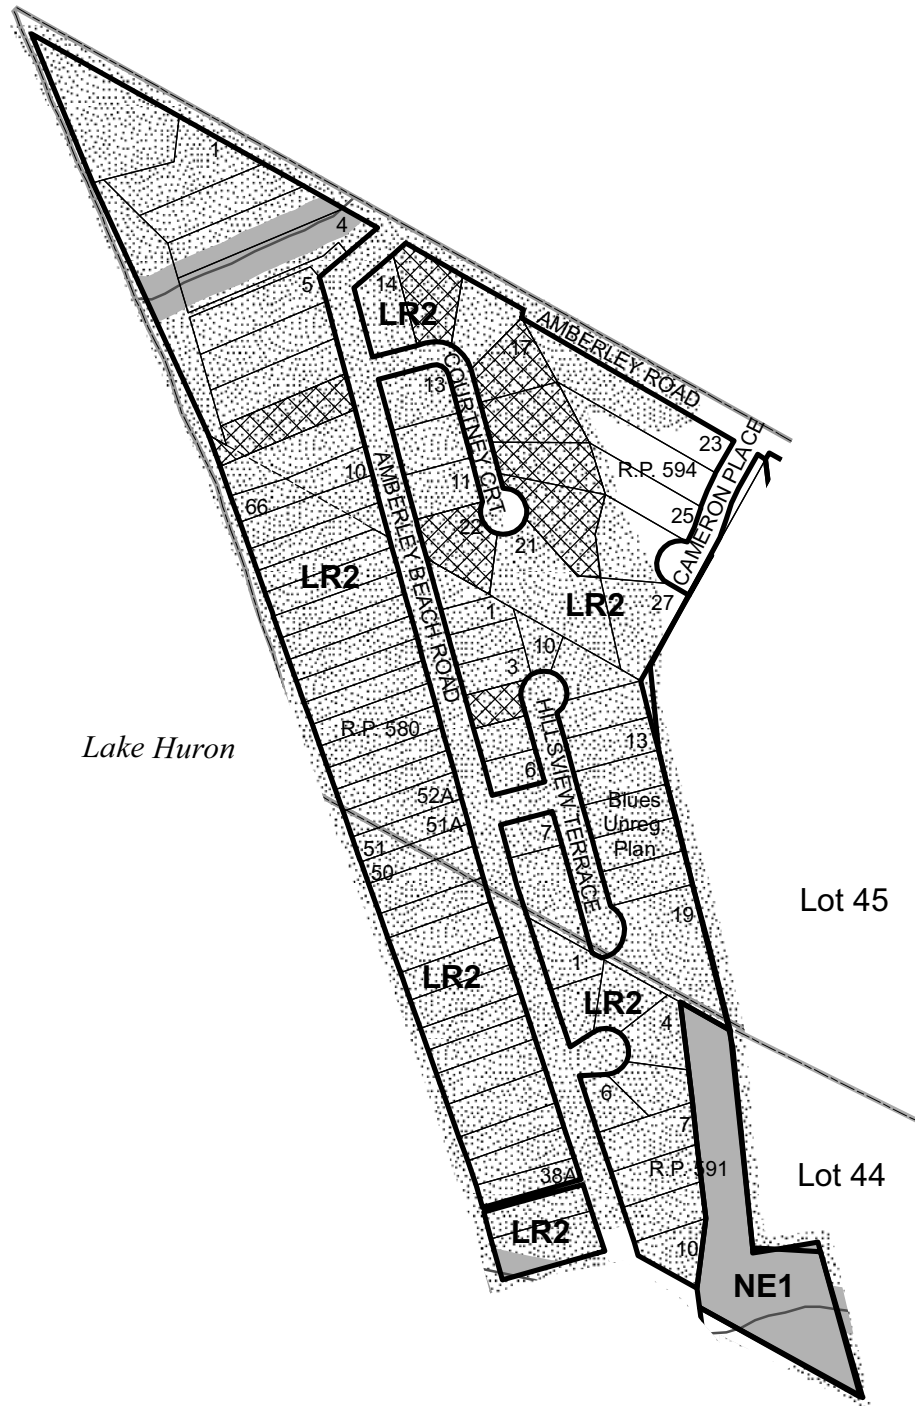 1
4
5
14
LR2
AMBERLEY ROAD
17
COURTNEY CRT.
13
23
CAMERON PLACE
R.P. 594
10
11
66
22
25
21
AMBERLEY BEACH ROAD
LR2
LR2
27
1
10
3
HILLSVIEW TERRACE
R.P. 580
13
Lake Huron
6
52A
Blues
Unreg.
Plan
51A
7
51
50
Lot 45
19
1
LR2
LR2
4
6
7
R.P. 591
Lot 44
38A
LR2
10
NE1